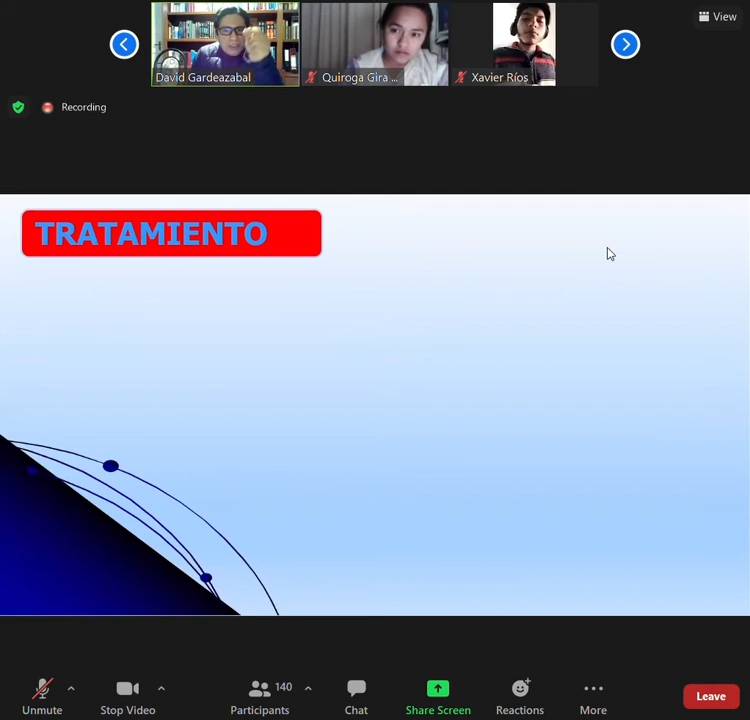 View
David Gardeazabal
Quiroga Gira ...
Xavier Ríos
Recording
TRATAMIENTO
140
Unmute
Stop Video
Participants
Chat
Share Screen
Reactions
More
Leave